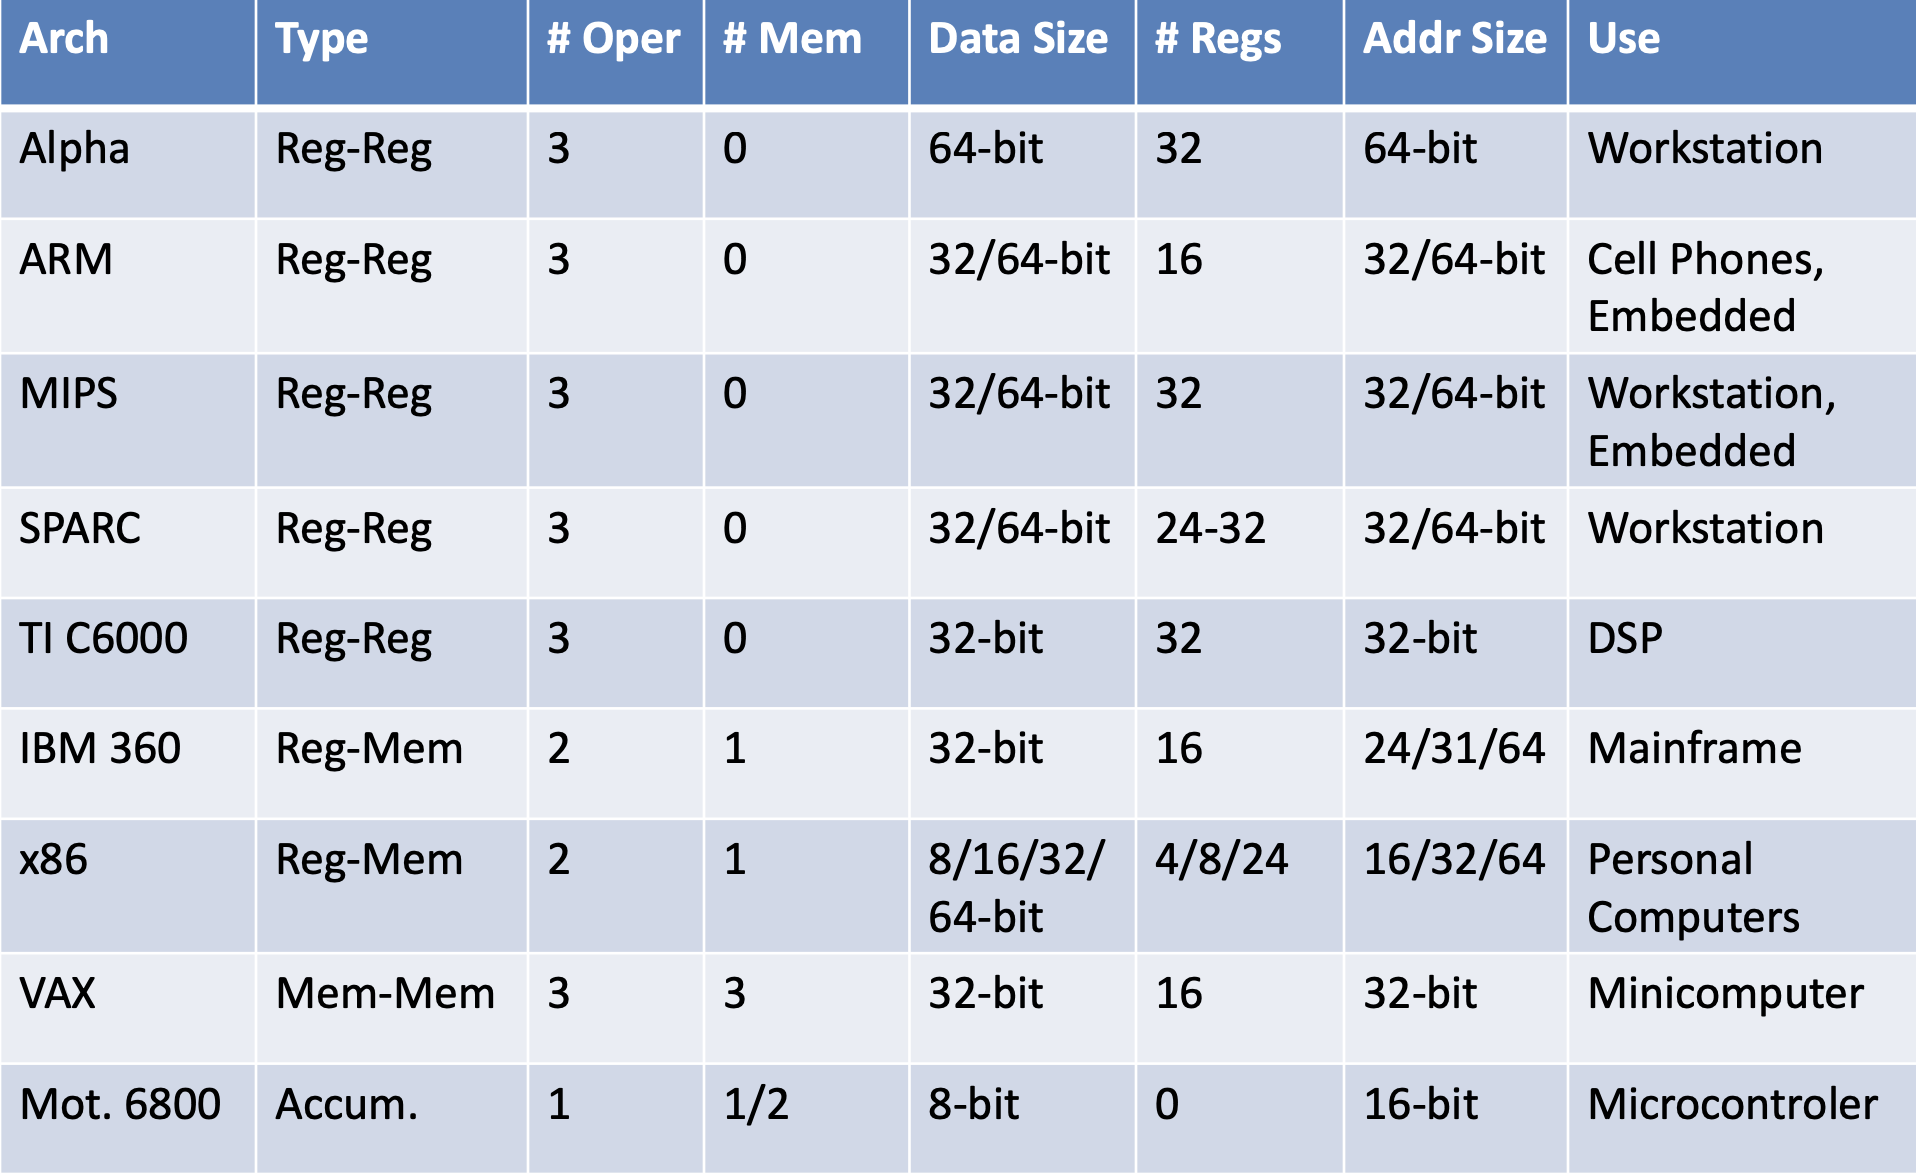 Arch Type # Oper # Mem Data Size # Regs Addr Size Use
Alpha Reg-Reg 3 0 64-bit 32 64-bit Workstation
ARM Reg-Reg 3 0 32/64-bit 16 32/64-bit Cell Phones,
Embedded
MIPS Reg-Reg 3 0 32/64-bit 32 32/64-bit Workstation,
Embedded
SPARC Reg-Reg 3 0 32/64-bit 24-32 32/64-bit Workstation
TI C6000 Reg-Reg 3 0 32-bit 32 32-bit DSP
IBM 360 Reg-Mem 2 1 32-bit 16 24/31/64 Mainframe
x86 Reg-Mem 2 1 8/16/32/ 4/8/24 16/32/64 Personal
64-bit Computers
VAX Mem-Mem 3 3 32-bit 16 32-bit Minicomputer
Mot. 6800 Accum. 1 1/2 8-bit 0 16-bit Microcontroler